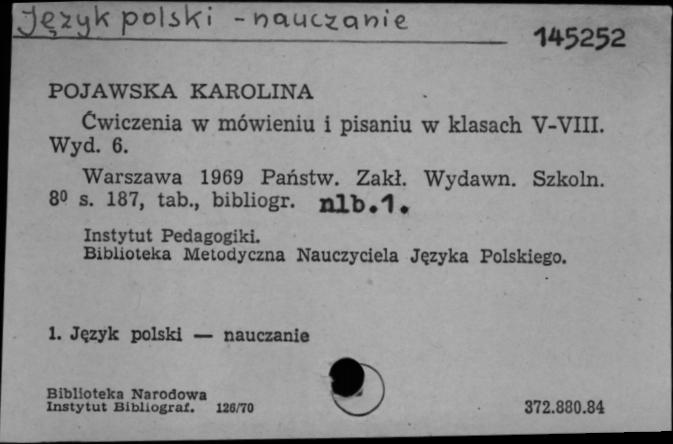 Język polski - nauczanie
145252
POJAWSKA KAROLINA
Ćwiczenia w mówieniu i pisaniu w klasach V-VIII.
Wyd. 6.
Warszawa 1969 Państw. Zakł. Wydawn. Szkoln.
8⁰ s. 187, tab., bibliogr. nlb.1.
Instytut Pedagogiki.
Biblioteka Metodyczna Nauczyciela Języka Polskiego.
1. Język polski — nauczanie
Biblioteka Narodowa
Instytut Bibliograf. 126/70
372.880.84